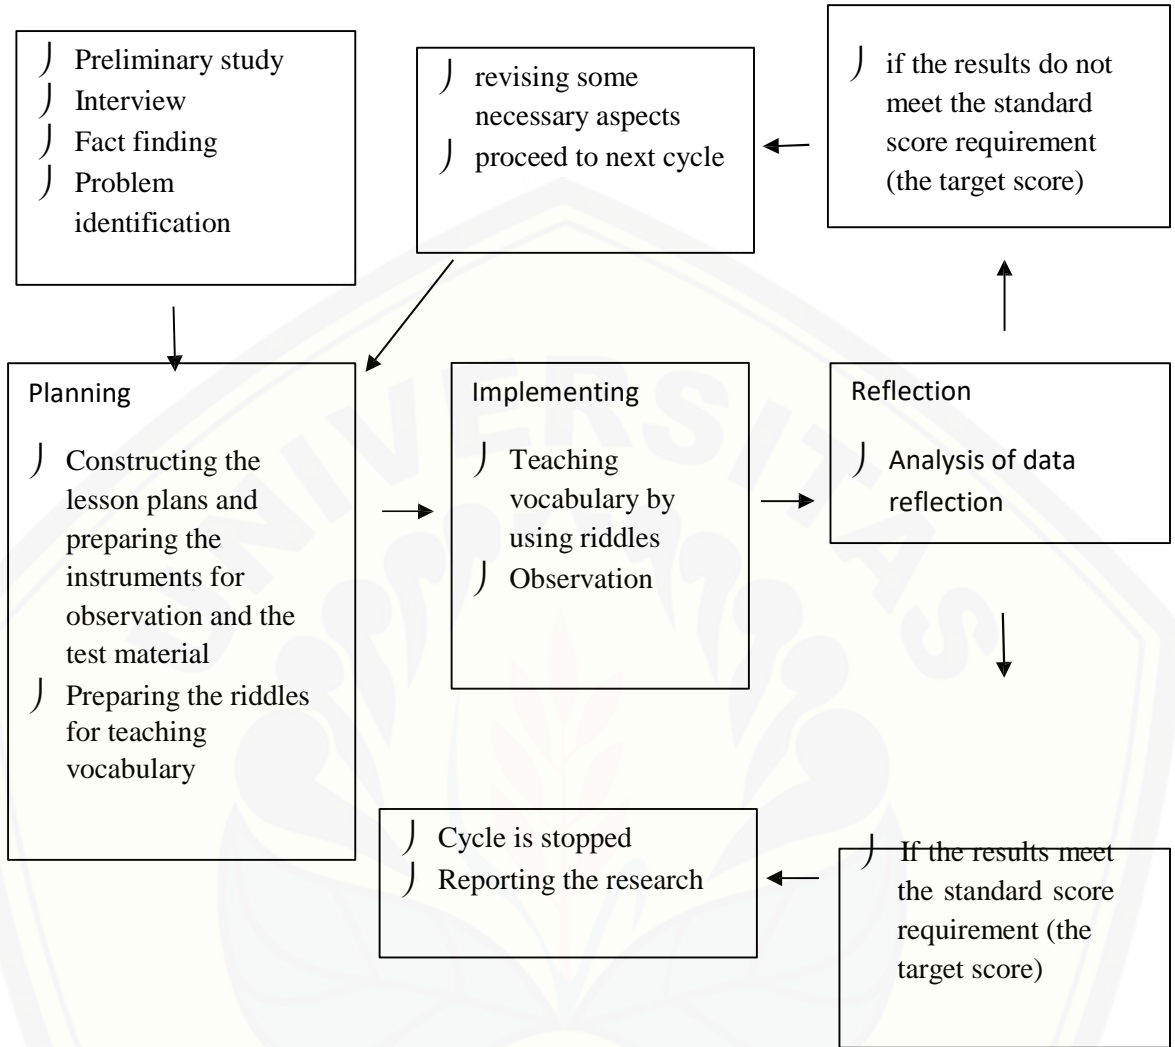 Preliminary study
Interview
Fact finding
Problem
identification
revising some
necessary aspects
proceed to next cycle
if the results do not
meet the standard
score requirement
(the target score)
Planning
Constructing the
lesson plans and
preparing the
instruments for
observation and the
test material
Preparing the riddles
for teaching
vocabulary
Implementing
Teaching
vocabulary by
using riddles
Observation
Reflection
Analysis of data
reflection
Cycle is stopped
Reporting the research
If the results meet
the standard score
requirement (the
target score)
UNIVERSITAS